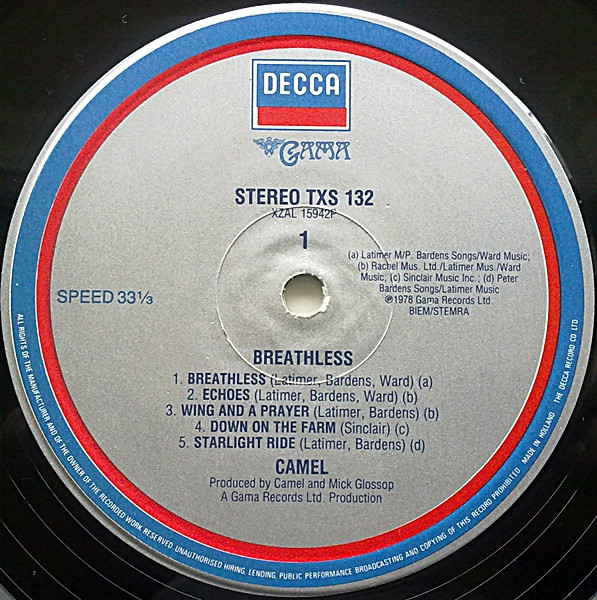 DECCA
GAMA
STEREO TXS 132
XZAL 15942P
1
(a) Latimer M/P. Bardens Songs/Ward Music;
(b) Rachel Mus. Ltd./Latimer Mus./Ward
Music; (c) Sinclair Music Inc.; (d) Peter
Bardens Songs/Latimer Music
℗1978 Gama Records Ltd.
BIEM/STEMRA
SPEED 33⅓
BREATHLESS
1. BREATHLESS (Latimer, Bardens, Ward) (a)
2. ECHOES (Latimer, Bardens, Ward) (b)
3. WING AND A PRAYER (Latimer, Bardens) (b)
4. DOWN ON THE FARM (Sinclair) (c)
5. STARLIGHT RIDE (Latimer, Bardens) (d)
CAMEL
Produced by Camel and Mick Glossop
A Gama Records Ltd. Production
ALL RIGHTS OF THE MANUFACTURER AND OF THE OWNER OF THE RECORDED WORK RESERVED UNAUTHORISED HIRING, LENDING, PUBLIC PERFORMANCE BROADCASTING AND COPYING OF THIS RECORD PROHIBITED MADE IN HOLLAND THE DECCA RECORD CO. LTD.